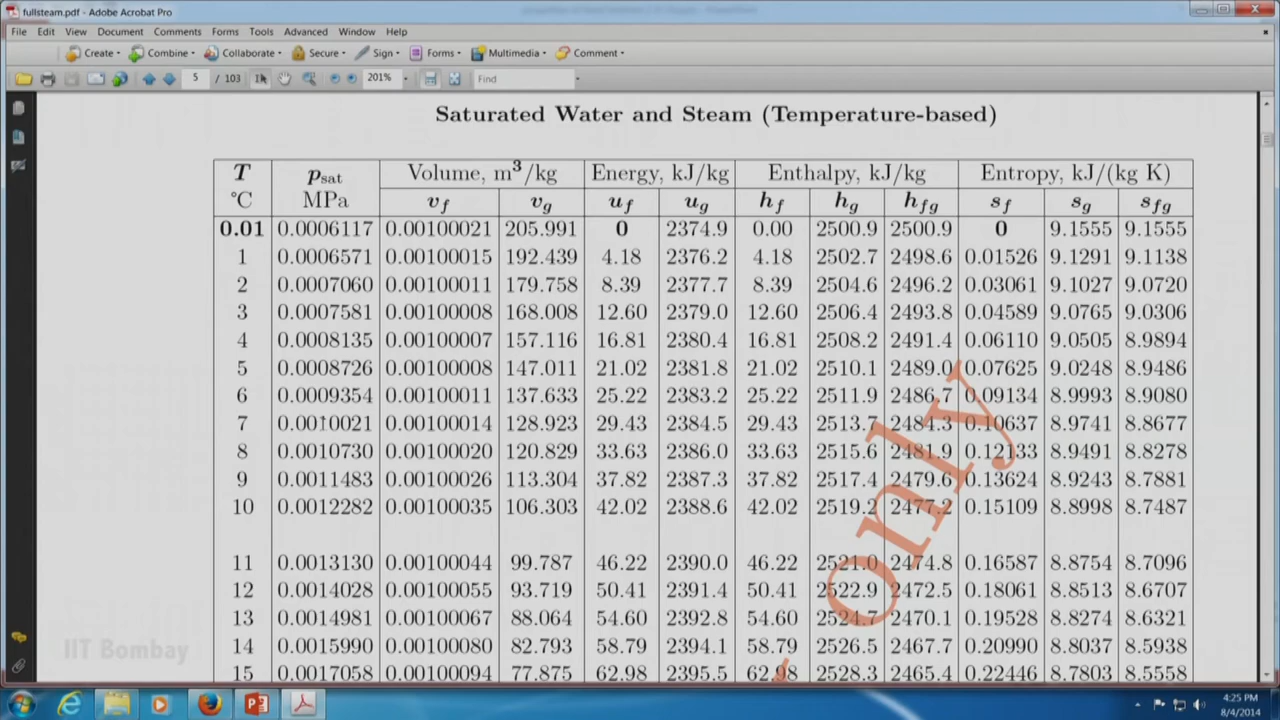 fullsteam.pdf - Adobe Acrobat Pro
File Edit View Document Comments Forms Tools Advanced Window Help
Create Combine Collaborate Secure Sign Forms Multimedia Comment
5 / 103 201% Find
Saturated Water and Steam (Temperature-based)
T psat Volume, m³/kg Energy, kJ/kg Enthalpy, kJ/kg Entropy, kJ/(kg K)
°C MPa vf vg uf ug hf hg hfg sf sg sfg
0.01 0.0006117 0.00100021 205.991 0 2374.9 0.00 2500.9 2500.9 0 9.1555 9.1555
1 0.0006571 0.00100015 192.439 4.18 2376.2 4.18 2502.7 2498.6 0.01526 9.1291 9.1138
2 0.0007060 0.00100011 179.758 8.39 2377.7 8.39 2504.6 2496.2 0.03061 9.1027 9.0720
3 0.0007581 0.00100008 168.008 12.60 2379.0 12.60 2506.4 2493.8 0.04589 9.0765 9.0306
4 0.0008135 0.00100007 157.116 16.81 2380.4 16.81 2508.2 2491.4 0.06110 9.0505 8.9894
5 0.0008726 0.00100008 147.011 21.02 2381.8 21.02 2510.1 2489.0 0.07625 9.0248 8.9486
6 0.0009354 0.00100011 137.633 25.22 2383.2 25.22 2511.9 2486.7 0.09134 8.9993 8.9080
7 0.0010021 0.00100014 128.923 29.43 2384.5 29.43 2513.7 2484.3 0.10637 8.9741 8.8677
8 0.0010730 0.00100020 120.829 33.63 2386.0 33.63 2515.6 2481.9 0.12133 8.9491 8.8278
9 0.0011483 0.00100026 113.304 37.82 2387.3 37.82 2517.4 2479.6 0.13624 8.9243 8.7881
10 0.0012282 0.00100035 106.303 42.02 2388.6 42.02 2519.2 2477.2 0.15109 8.8998 8.7487
11 0.0013130 0.00100044 99.787 46.22 2390.0 46.22 2521.0 2474.8 0.16587 8.8754 8.7096
12 0.0014028 0.00100055 93.719 50.41 2391.4 50.41 2522.9 2472.5 0.18061 8.8513 8.6707
13 0.0014981 0.00100067 88.064 54.60 2392.8 54.60 2524.7 2470.1 0.19528 8.8274 8.6321
14 0.0015990 0.00100080 82.793 58.79 2394.1 58.79 2526.5 2467.7 0.20990 8.8037 8.5938
15 0.0017058 0.00100094 77.875 62.98 2395.5 62.98 2528.3 2465.4 0.22446 8.7803 8.5558
only
IIT Bombay
4:25 PM
8/4/2014